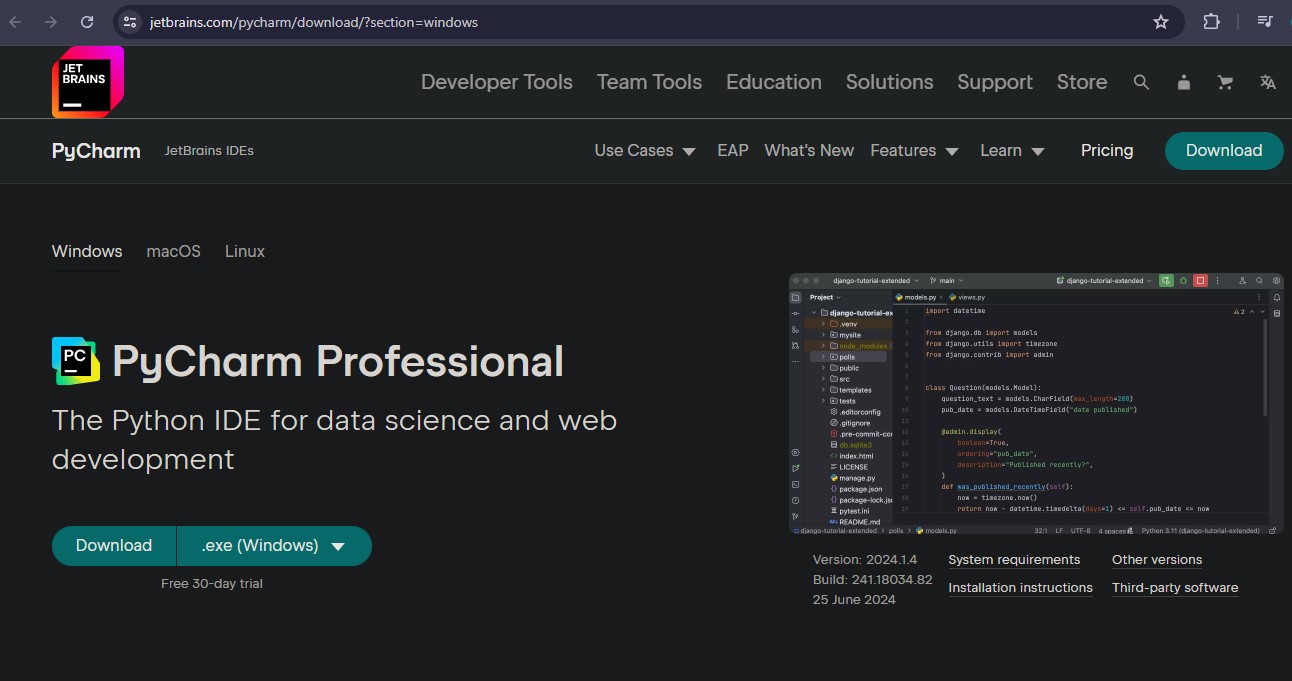 jetbrains.com/pycharm/download/?section=windows
JET
BRAINS
Developer Tools Team Tools Education Solutions Support Store
PyCharm JetBrains IDEs Use Cases EAP What's New Features Learn Pricing Download
Windows macOS Linux
PC PyCharm Professional
The Python IDE for data science and web
development
Download .exe (Windows)
Free 30-day trial
django-tutorial-extended main django-tutorial-extended
Project models.py views.py
django-tutorial-ex
.venv
mysite
node_modules
polls
public
src
templates
tests
.editorconfig
.gitignore
.pre-commit-cor
db.sqlite3
index.html
LICENSE
manage.py
package.json
package-lock.js
pytest.ini
README.md
1 import datetime
2
3 from django.db import models
4 from django.utils import timezone
5 from django.contrib import admin
6
7
8 class Question(models.Model):
9 question_text = models.CharField(max_length=200)
10 pub_date = models.DateTimeField("date published")
11
12 @admin.display(
13 boolean=True,
14 ordering="pub_date",
15 description="Published recently?",
16 )
17 def was_published_recently(self):
18 now = timezone.now()
19 return now - datetime.timedelta(days=1) <= self.pub_date <= now
2
django-tutorial-extended > polls > models.py 32:1 LF UTF-8 4 spaces Python 3.11 (django-tutorial-extended)
Version: 2024.1.4
Build: 241.18034.82
25 June 2024
System requirements
Installation instructions
Other versions
Third-party software